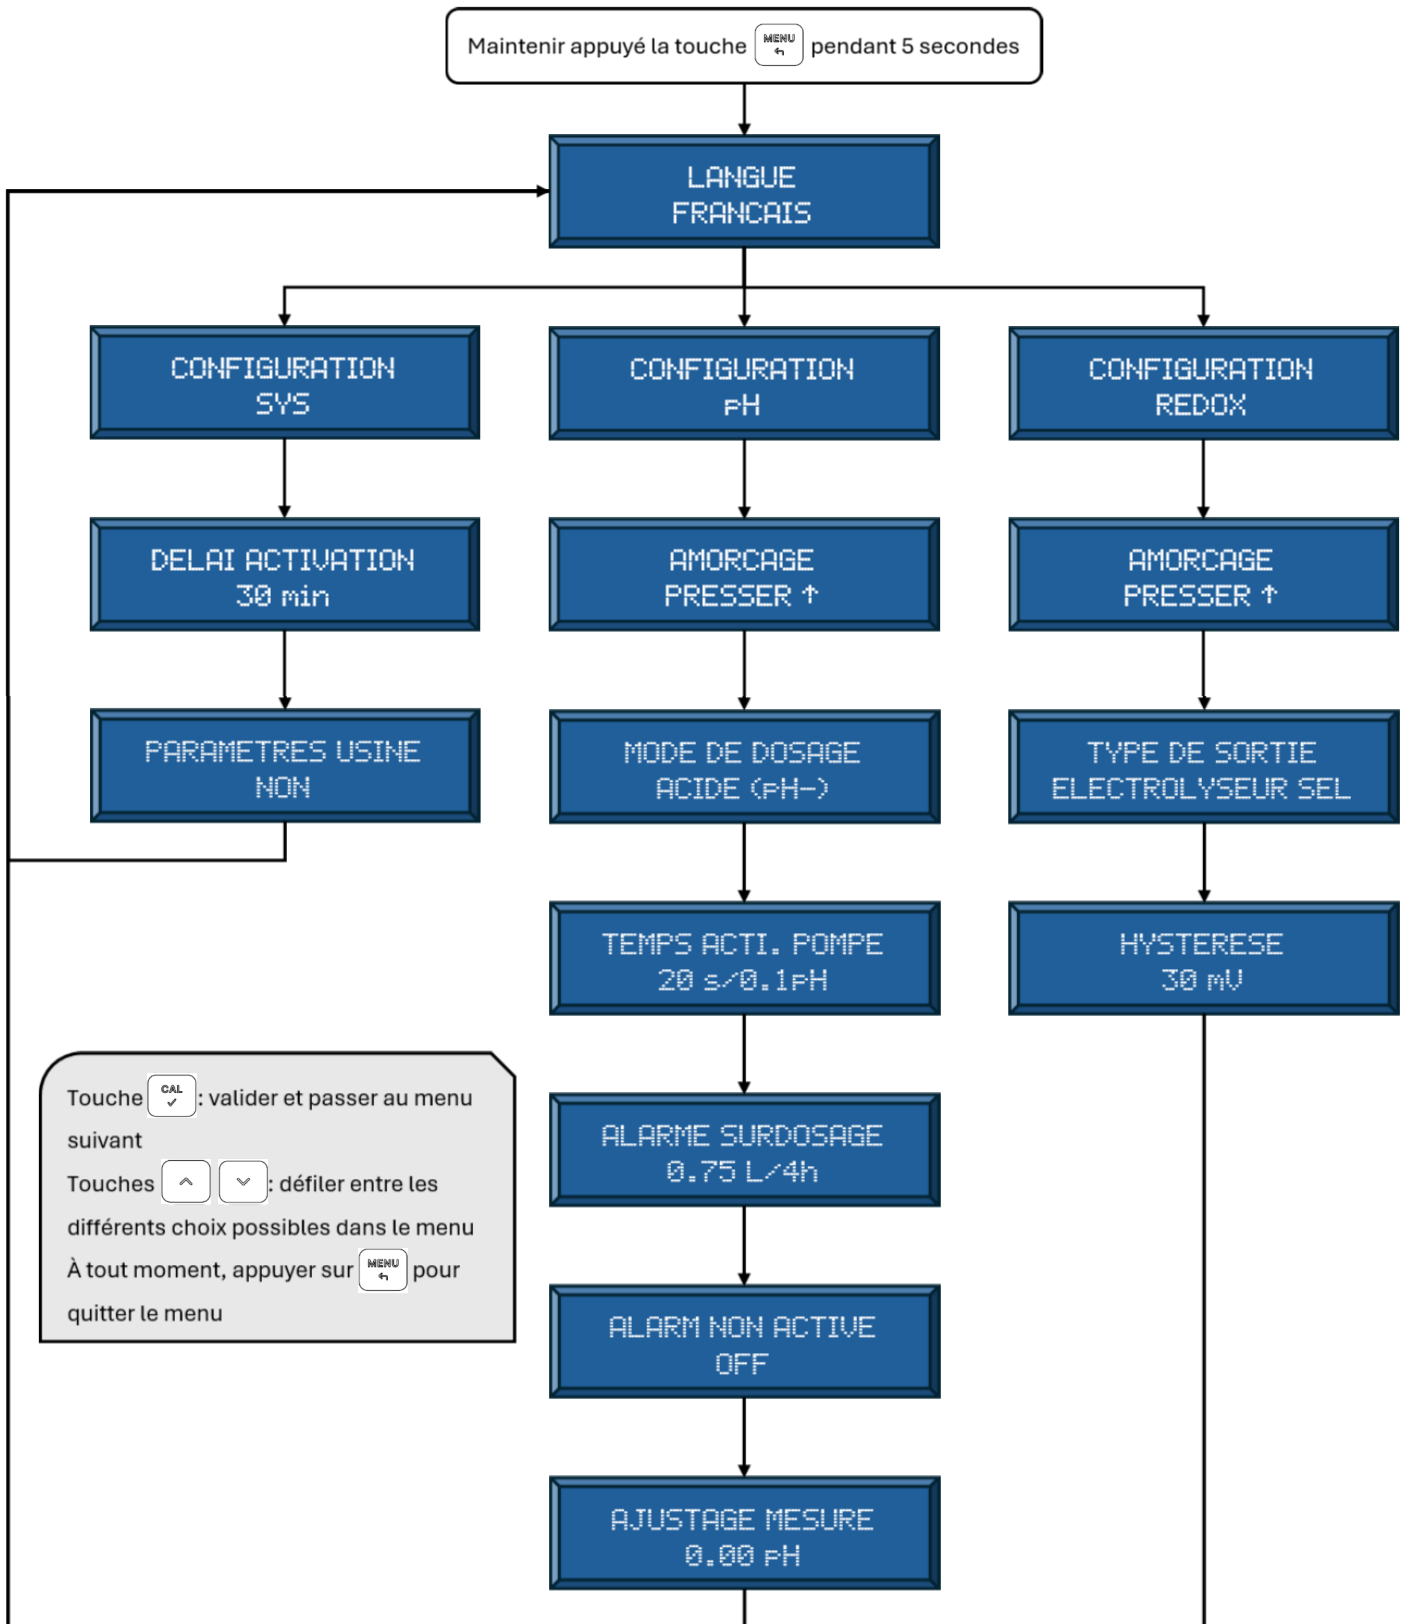 Maintenir appuyé la touche MENU pendant 5 secondes
LANGUE
FRANCAIS
CONFIGURATION
SYS
CONFIGURATION
pH
CONFIGURATION
REDOX
DELAI ACTIVATION
30 min
AMORCAGE
PRESSER ↑
AMORCAGE
PRESSER ↑
PARAMETRES USINE
NON
MODE DE DOSAGE
ACIDE (pH-)
TYPE DE SORTIE
ELECTROLYSEUR SEL
TEMPS ACTI. POMPE
20 s/0.1pH
HYSTERESE
30 mV
Touche CAL : valider et passer au menu
suivant
Touches : défiler entre les
différents choix possibles dans le menu
À tout moment, appuyer sur MENU pour
quitter le menu
ALARME SURDOSAGE
0.75 L/4h
ALARM NON ACTIVE
OFF
AJUSTAGE MESURE
0.00 pH